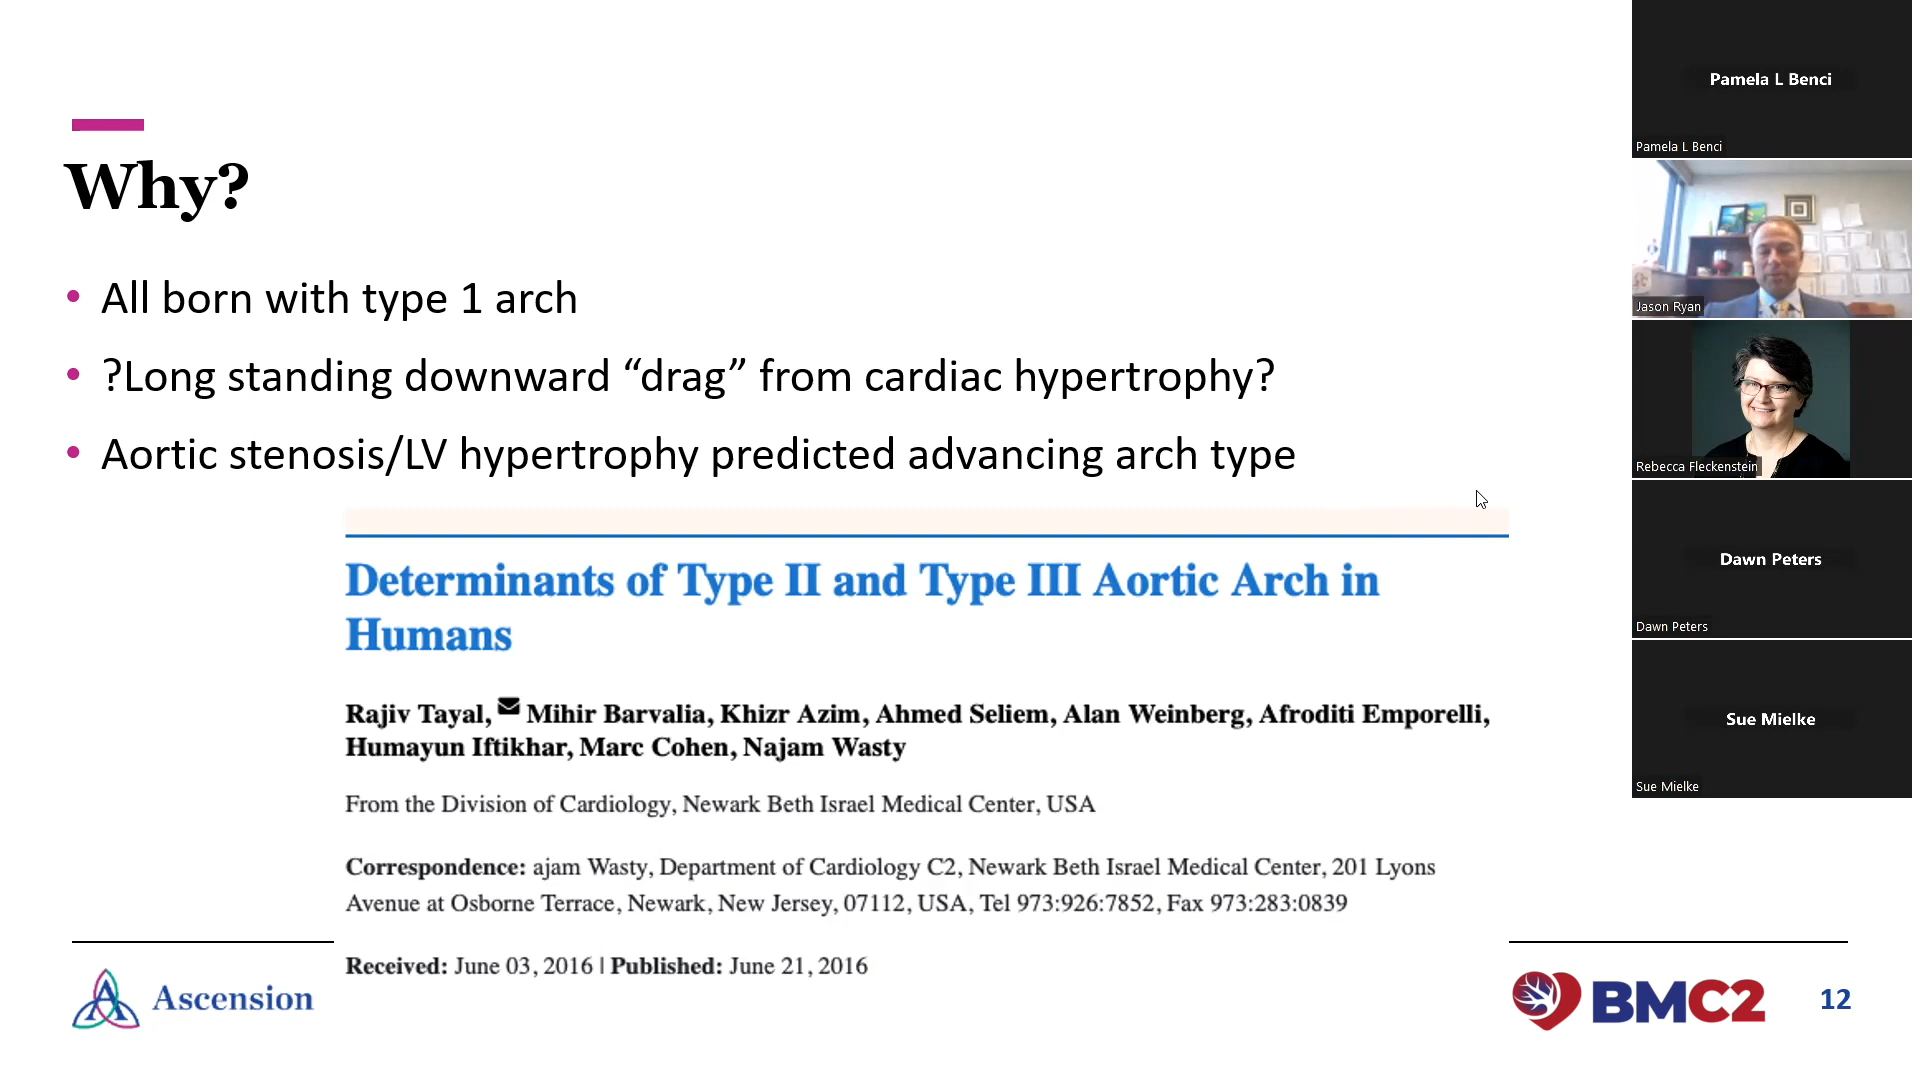 Why?
• All born with type 1 arch
• ?Long standing downward “drag” from cardiac hypertrophy?
• Aortic stenosis/LV hypertrophy predicted advancing arch type
Determinants of Type II and Type III Aortic Arch in
Humans
Rajiv Tayal, Mihir Barvalia, Khizr Azim, Ahmed Seliem, Alan Weinberg, Afroditi Emporelli,
Humayun Iftikhar, Marc Cohen, Najam Wasty
From the Division of Cardiology, Newark Beth Israel Medical Center, USA
Correspondence: ajam Wasty, Department of Cardiology C2, Newark Beth Israel Medical Center, 201 Lyons
Avenue at Osborne Terrace, Newark, New Jersey, 07112, USA, Tel 973:926:7852, Fax 973:283:0839
Received: June 03, 2016 | Published: June 21, 2016
Ascension
BMC2
12
Pamela L Benci
Pamela L Benci
Jason Ryan
Rebecca Fleckenstein
Dawn Peters
Dawn Peters
Sue Mielke
Sue Mielke